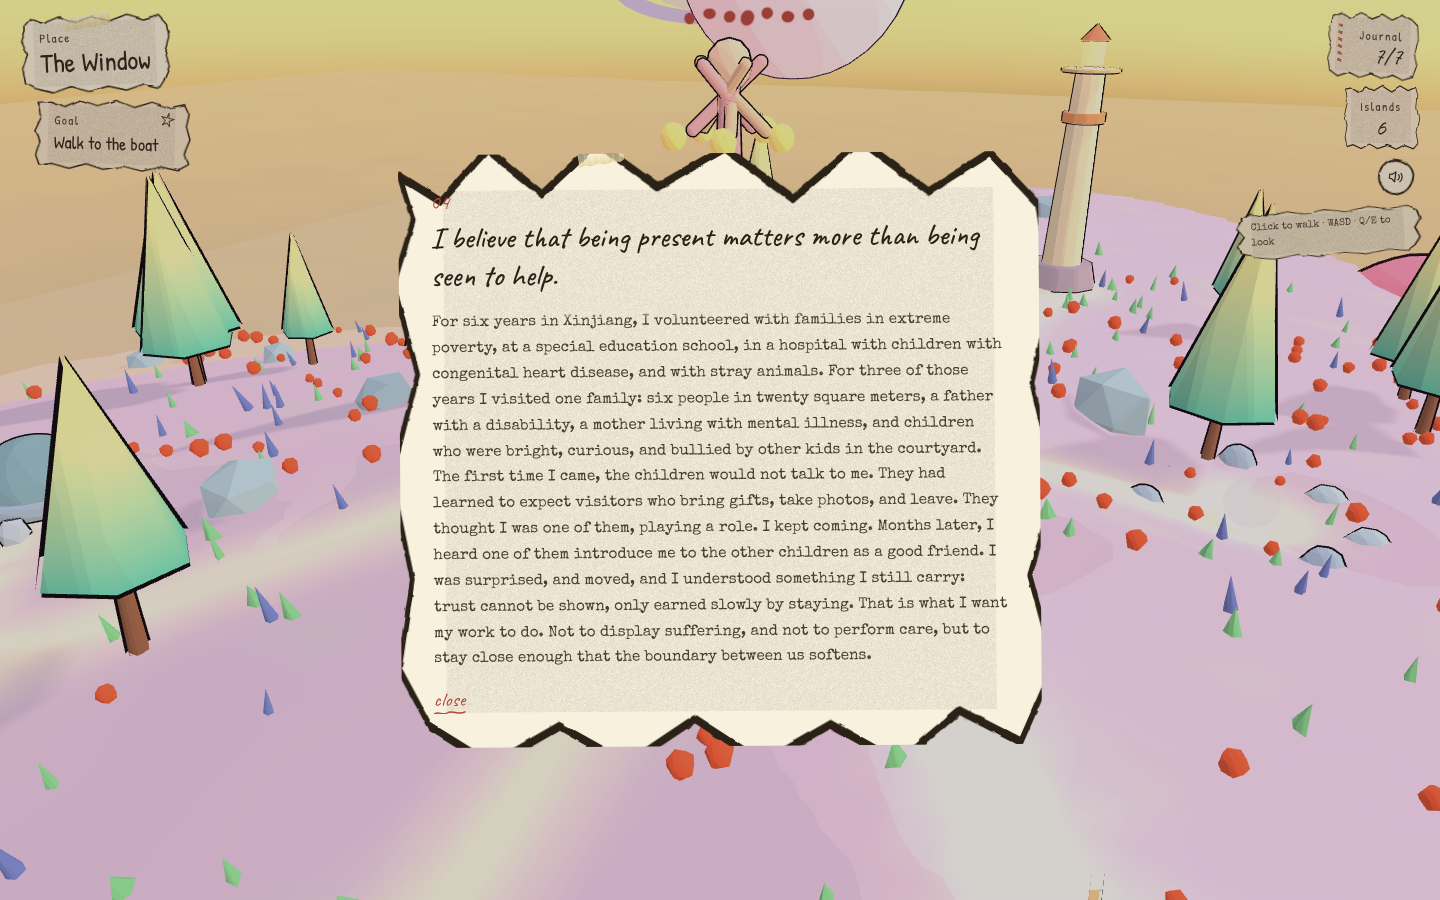 Place
The Window
Goal
Walk to the boat
Journal
7/7
Islands
6
Click to walk · WASD · Q/E to
look
I believe that being present matters more than being
seen to help.
For six years in Xinjiang, I volunteered with families in extreme
poverty, at a special education school, in a hospital with children with
congenital heart disease, and with stray animals. For three of those
years I visited one family: six people in twenty square meters, a father
with a disability, a mother living with mental illness, and children
who were bright, curious, and bullied by other kids in the courtyard.
The first time I came, the children would not talk to me. They had
learned to expect visitors who bring gifts, take photos, and leave. They
thought I was one of them, playing a role. I kept coming. Months later, I
heard one of them introduce me to the other children as a good friend. I
was surprised, and moved, and I understood something I still carry:
trust cannot be shown, only earned slowly by staying. That is what I want
my work to do. Not to display suffering, and not to perform care, but to
stay close enough that the boundary between us softens.
close